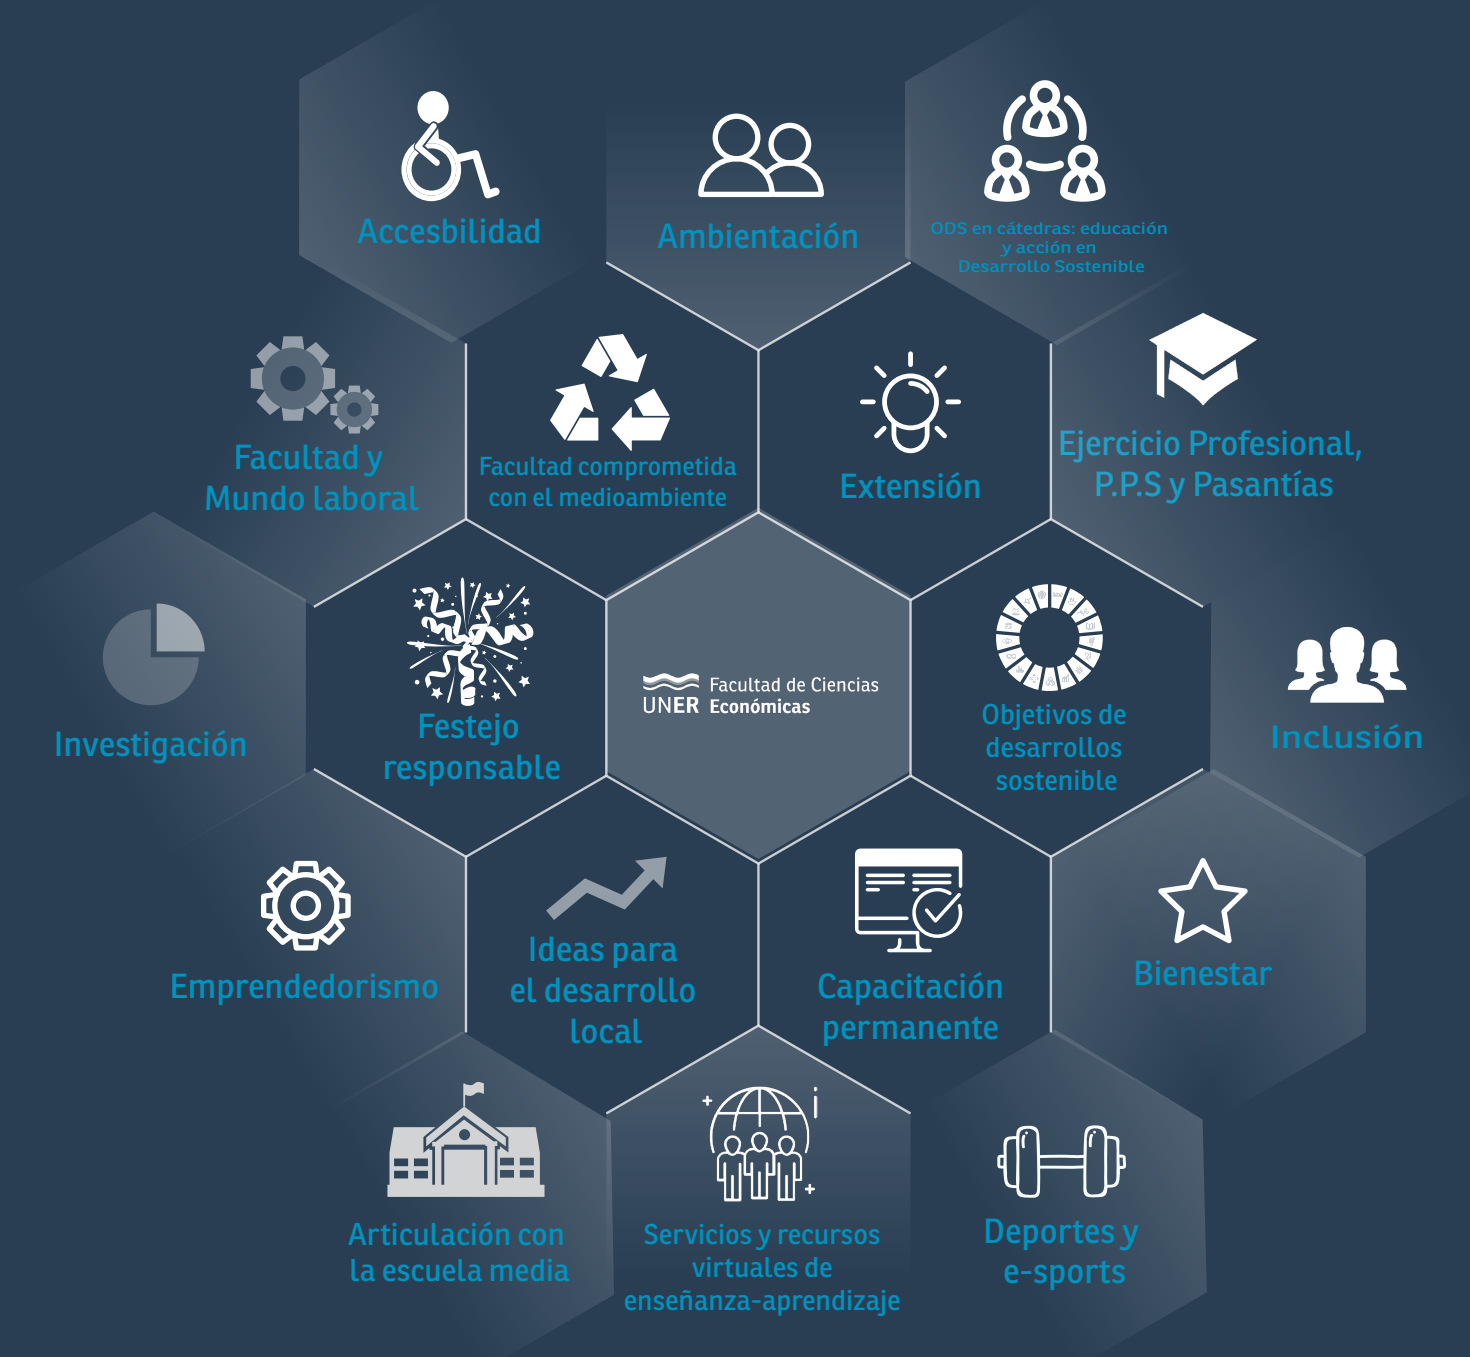 Accesbilidad
Ambientación
ODS en cátedras: educación
y acción en
Desarrollo Sostenible
Facultad y
Mundo laboral
Facultad comprometida
con el medioambiente
Extensión
Ejercicio Profesional,
P.P.S y Pasantías
Investigación
Festejo
responsable
UNER
Facultad de Ciencias
Económicas
Objetivos de
desarrollos
sostenible
Inclusión
Emprendedorismo
Ideas para
el desarrollo
local
Capacitación
permanente
Bienestar
Articulación con
la escuela media
Servicios y recursos
virtuales de
enseñanza-aprendizaje
Deportes y
e-sports